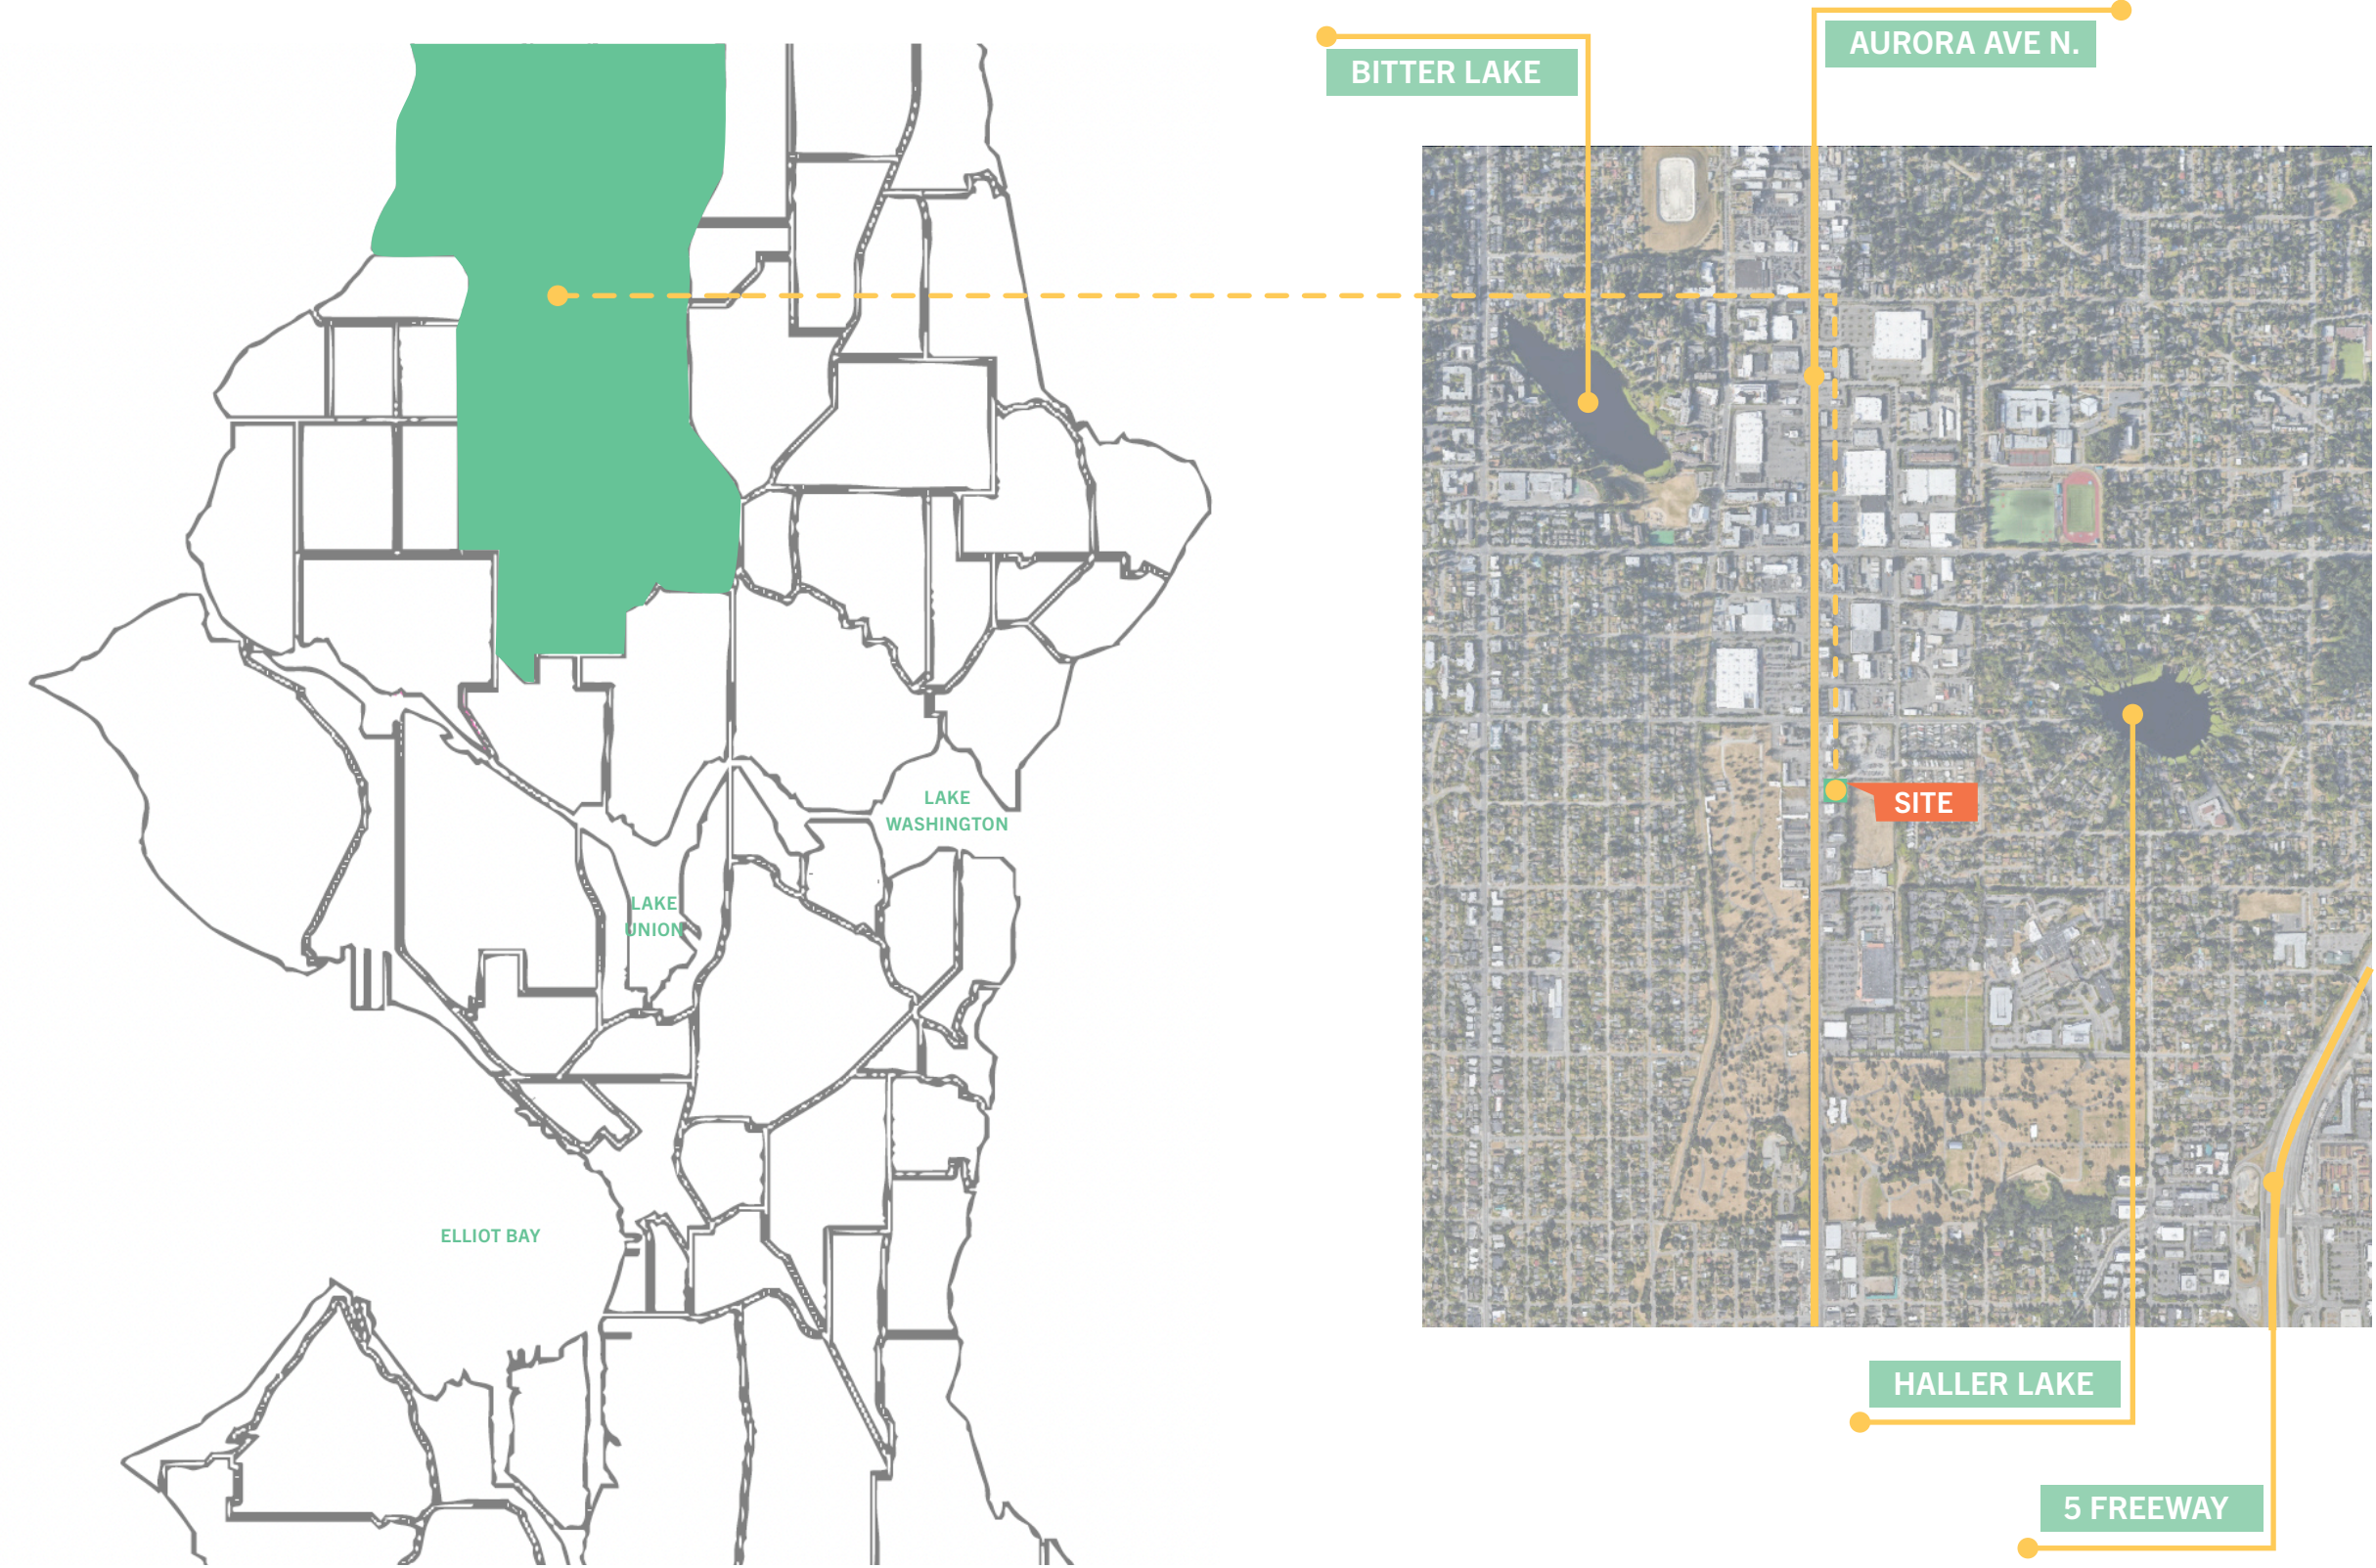 AURORA AVE N.
BITTER LAKE
SITE
LAKE
WASHINGTON
LAKE
UNION
ELLIOT BAY
HALLER LAKE
5 FREEWAY